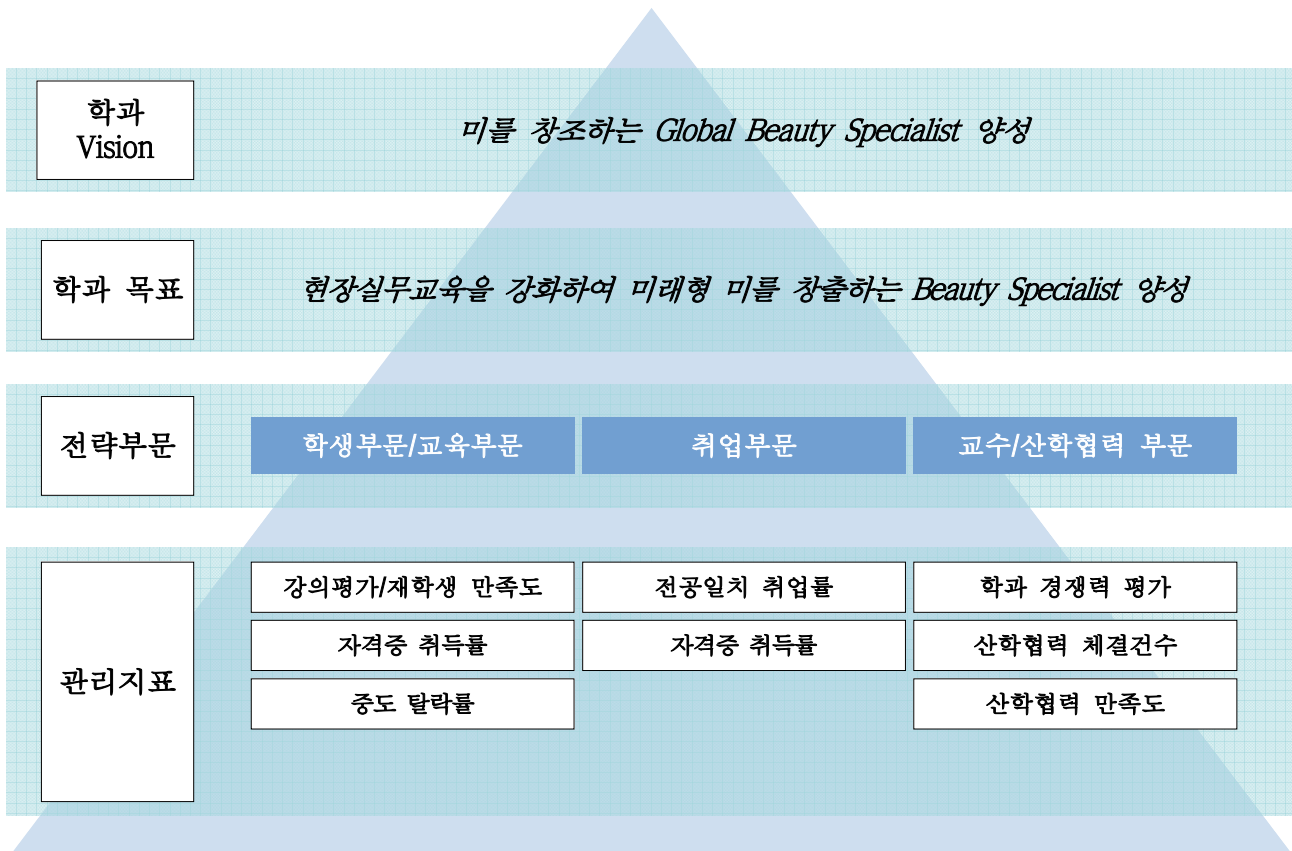 학과
Vision
미를 창조하는 Global Beauty Specialist 양성
학과 목표
현장실무교육을 강화하여 미래형 미를 창출하는 Beauty Specialist 양성
전략부문
학생부문/교육부문
취업부문
교수/산학협력 부문
관리지표
강의평가/재학생 만족도
전공일치 취업률
학과 경쟁력 평가
자격증 취득률
자격증 취득률
산학협력 체결건수
중도 탈락률
산학협력 만족도